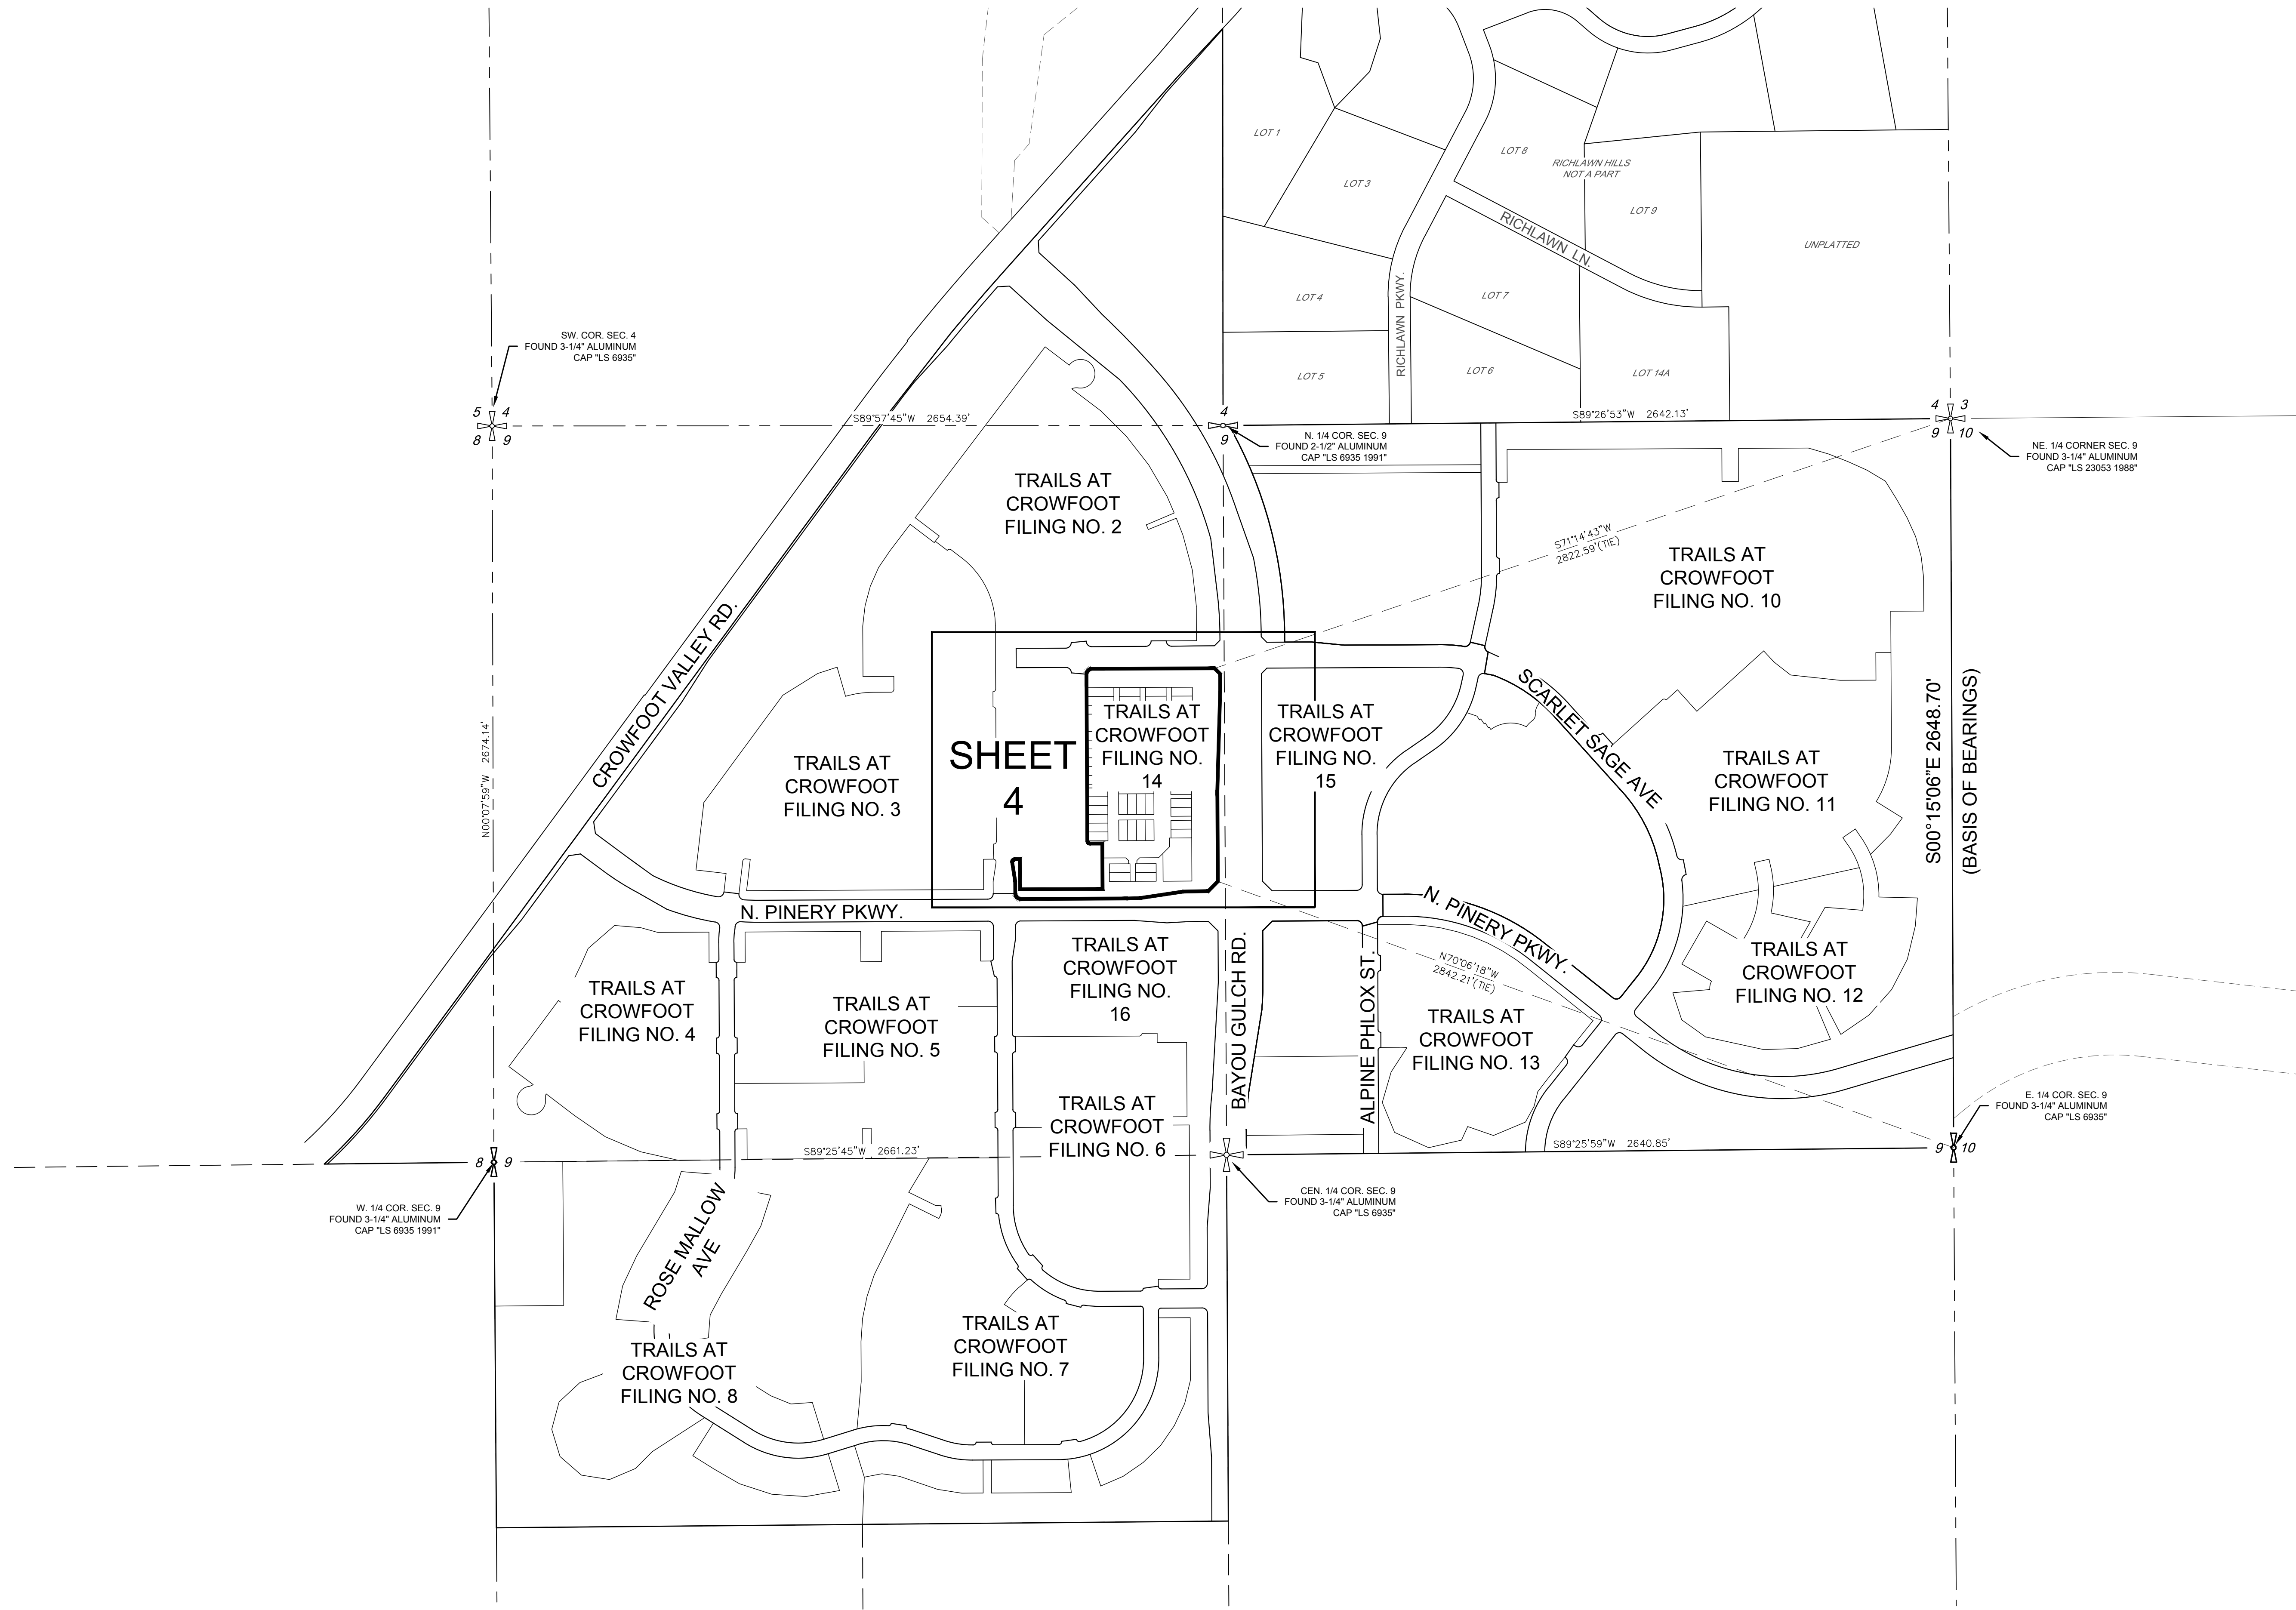 LOT 1
LOT 3
LOT 8
RICHLAWN HILLS
NOT A PART
LOT 9
RICHLAWN LN.
UNPLATTED
LOT 4
RICHLAWN PKWY.
LOT 7
LOT 5
LOT 6
LOT 14A
SW. COR. SEC. 4
FOUND 3-1/4" ALUMINUM
CAP "LS 6935"
5 4
8 9
S89°57'45"W 2654.39'
4
9
N. 1/4 COR. SEC. 9
FOUND 2-1/2" ALUMINUM
CAP "LS 6935 1991"
S89°26'53"W 2642.13'
4 3
9 10
NE. 1/4 CORNER SEC. 9
FOUND 3-1/4" ALUMINUM
CAP "LS 23053 1988"
TRAILS AT
CROWFOOT
FILING NO. 2
S71°14'43"W
2822.59'(TIE)
TRAILS AT
CROWFOOT
FILING NO. 10
CROWFOOT VALLEY RD.
N00°07'59"W 2674.14'
TRAILS AT
CROWFOOT
FILING NO. 3
SHEET
4
TRAILS AT
CROWFOOT
FILING NO.
14
TRAILS AT
CROWFOOT
FILING NO.
15
SCARLET SAGE AVE
TRAILS AT
CROWFOOT
FILING NO. 11
S00°15'06"E 2648.70'
(BASIS OF BEARINGS)
N. PINERY PKWY.
N. PINERY PKWY.
TRAILS AT
CROWFOOT
FILING NO. 4
TRAILS AT
CROWFOOT
FILING NO. 5
TRAILS AT
CROWFOOT
FILING NO.
16
BAYOU GULCH RD.
ALPINE PHLOX ST.
N70°06'18"W
2842.21'(TIE)
TRAILS AT
CROWFOOT
FILING NO. 13
TRAILS AT
CROWFOOT
FILING NO. 12
TRAILS AT
CROWFOOT
FILING NO. 6
E. 1/4 COR. SEC. 9
FOUND 3-1/4" ALUMINUM
CAP "LS 6935"
8 9
S89°25'45"W 2661.23'
S89°25'59"W 2640.85'
9 10
W. 1/4 COR. SEC. 9
FOUND 3-1/4" ALUMINUM
CAP "LS 6935 1991"
CEN. 1/4 COR. SEC. 9
FOUND 3-1/4" ALUMINUM
CAP "LS 6935"
ROSE MALLOW
AVE
TRAILS AT
CROWFOOT
FILING NO. 7
TRAILS AT
CROWFOOT
FILING NO. 8